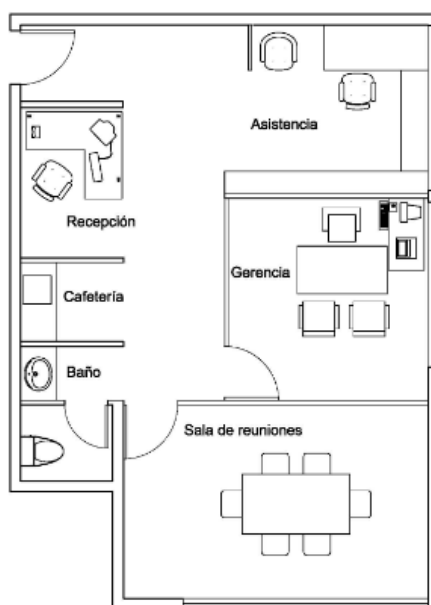 Asistencia
Recepción
Gerencia
Cafetería
Baño
Sala de reuniones